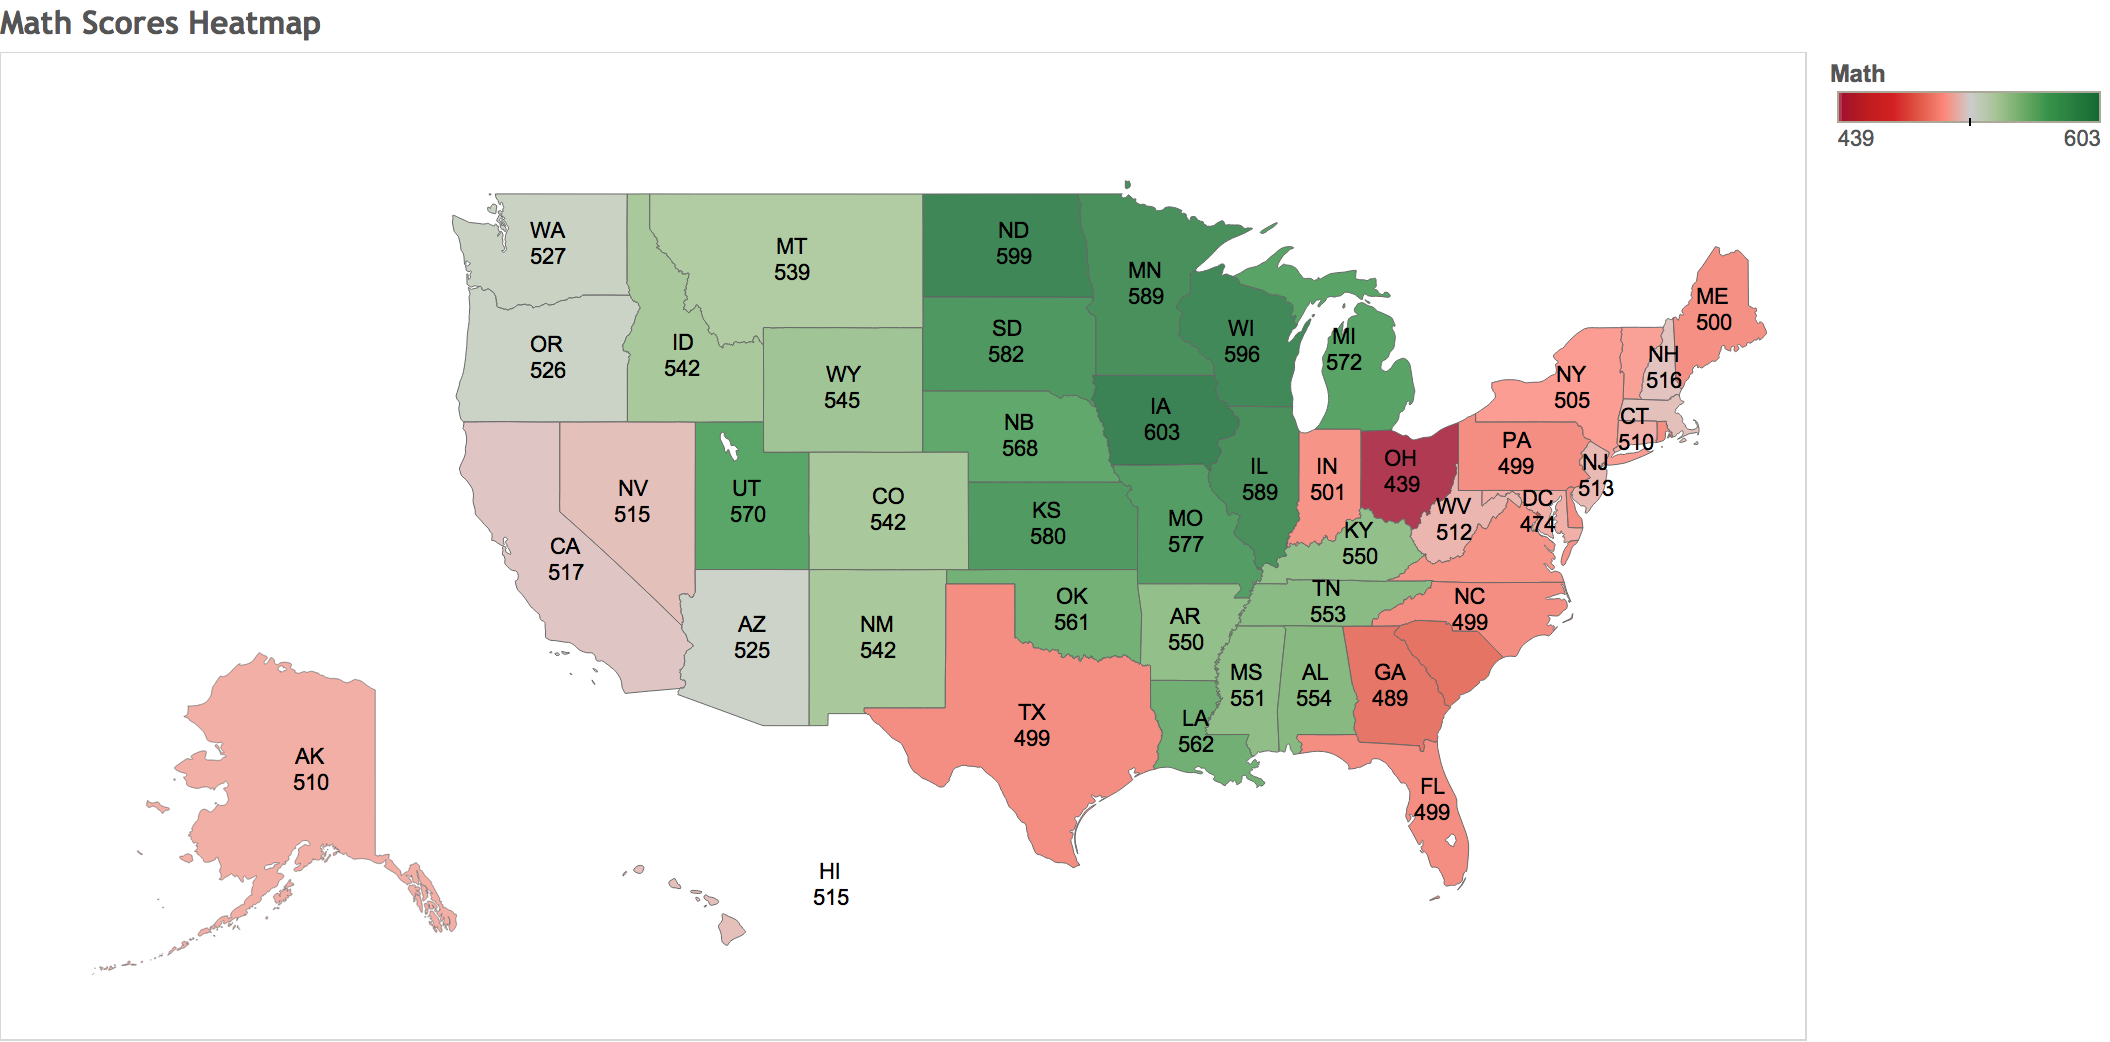 Math Scores Heatmap
Math
439 603
WA
527
MT
539
ND
599
MN
589
OR
526
ID
542
WY
545
SD
582
WI
596
MI
572
ME
500
NH
516
NY
505
CT
510
NB
568
IA
603
PA
499
NJ
513
NV
515
UT
570
CO
542
KS
580
MO
577
IL
589
IN
501
OH
439
WV
512
DC
474
CA
517
KY
550
AZ
525
NM
542
OK
561
AR
550
TN
553
NC
499
TX
499
LA
562
MS
551
AL
554
GA
489
FL
499
AK
510
HI
515